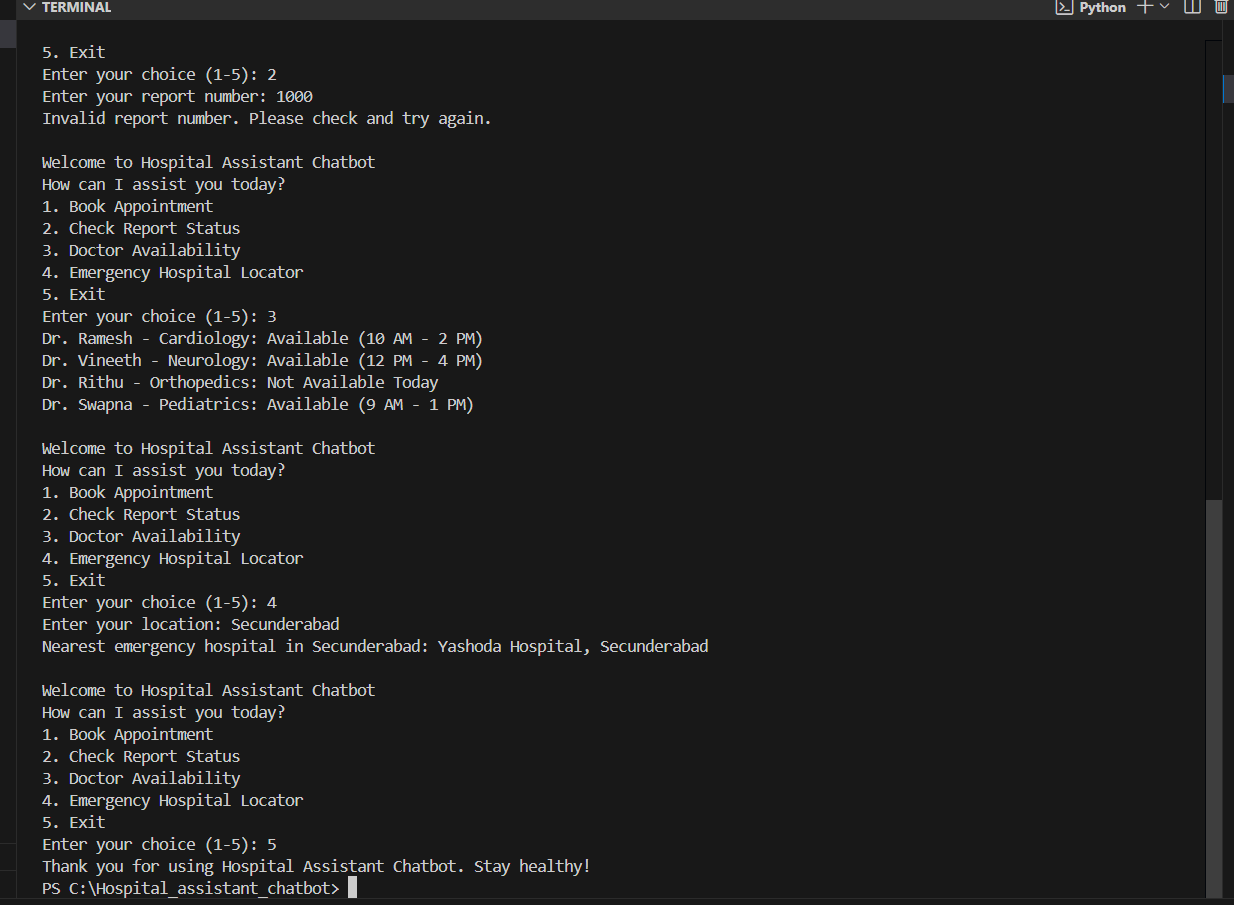 TERMINAL
Python
5. Exit
Enter your choice (1-5): 2
Enter your report number: 1000
Invalid report number. Please check and try again.
Welcome to Hospital Assistant Chatbot
How can I assist you today?
1. Book Appointment
2. Check Report Status
3. Doctor Availability
4. Emergency Hospital Locator
5. Exit
Enter your choice (1-5): 3
Dr. Ramesh - Cardiology: Available (10 AM - 2 PM)
Dr. Vineeth - Neurology: Available (12 PM - 4 PM)
Dr. Rithu - Orthopedics: Not Available Today
Dr. Swapna - Pediatrics: Available (9 AM - 1 PM)
Welcome to Hospital Assistant Chatbot
How can I assist you today?
1. Book Appointment
2. Check Report Status
3. Doctor Availability
4. Emergency Hospital Locator
5. Exit
Enter your choice (1-5): 4
Enter your location: Secunderabad
Nearest emergency hospital in Secunderabad: Yashoda Hospital, Secunderabad
Welcome to Hospital Assistant Chatbot
How can I assist you today?
1. Book Appointment
2. Check Report Status
3. Doctor Availability
4. Emergency Hospital Locator
5. Exit
Enter your choice (1-5): 5
Thank you for using Hospital Assistant Chatbot. Stay healthy!
PS C:\Hospital_assistant_chatbot>